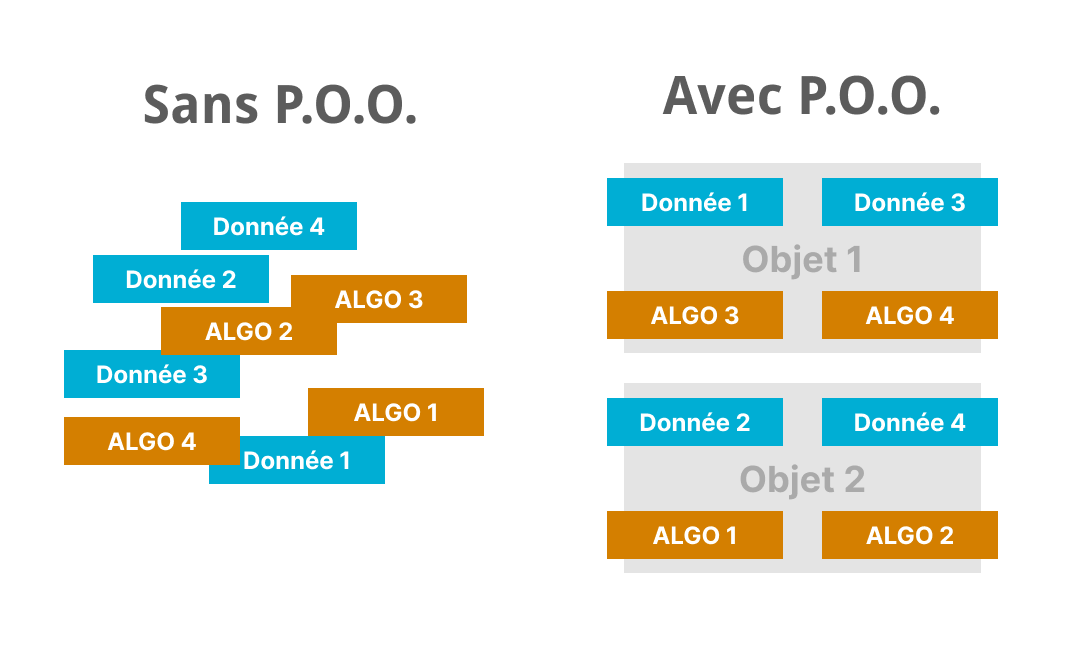 Sans P.O.O.
Donnée 4
Donnée 2
ALGO 3
ALGO 2
Donnée 3
ALGO 1
ALGO 4
Donnée 1
Avec P.O.O.
Donnée 1
Donnée 3
Objet 1
ALGO 3
ALGO 4
Donnée 2
Donnée 4
Objet 2
ALGO 1
ALGO 2